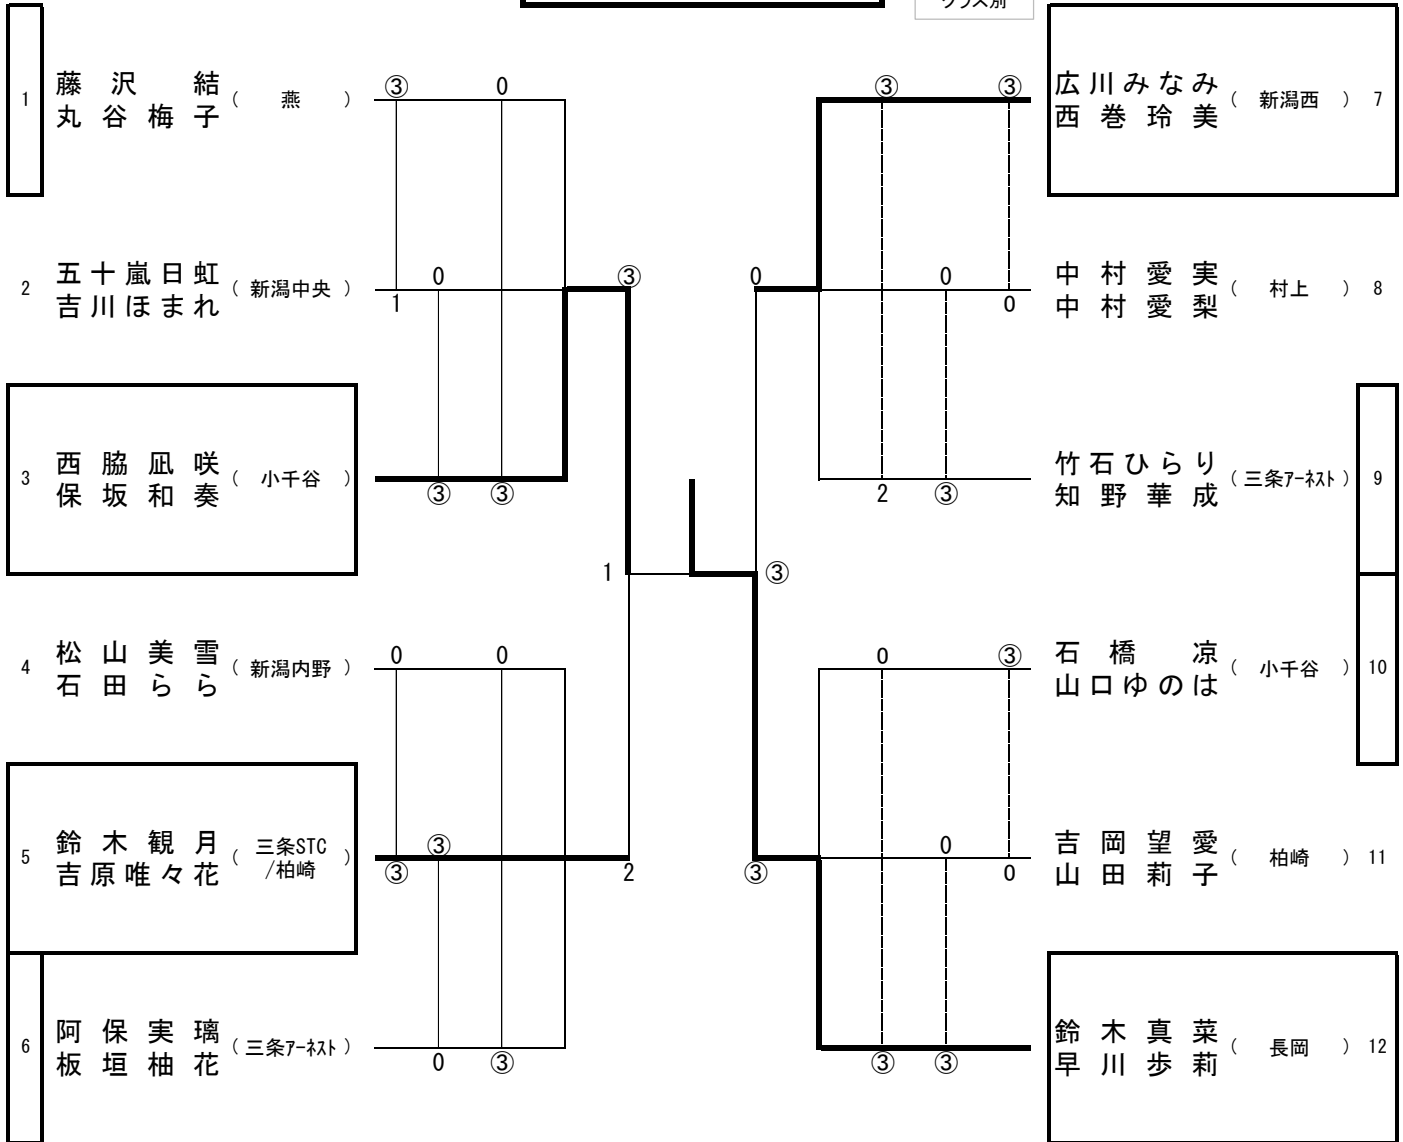 クラス別
1 藤沢 結 ( 燕 ) ③ 0
丸谷梅子
2 五十嵐日虹 ( 新潟中央 ) 0 ③
吉川ほまれ 1
3 西脇凪咲 ( 小千谷 )
保坂和奏 ③ ③
1 ③
4 松山美雪 ( 新潟内野 ) 0 0
石田らら
5 鈴木観月 ( 三条STC/柏崎 ) ③
吉原唯々花 ③ 2
6 阿保実璃 ( 三条アーネスト )
板垣柚花 0 ③
③ ③ 広川みなみ ( 新潟西 ) 7
西巻玲美
0 0 中村愛実 ( 村上 ) 8
0 中村愛梨
竹石ひらり ( 三条アーネスト ) 9
2 ③ 知野華成
0 ③ 石橋 凉 ( 小千谷 ) 10
山口ゆのは
0 吉岡望愛 ( 柏崎 ) 11
③ 0 山田莉子
鈴木真菜 ( 長岡 ) 12
③ ③ 早川歩莉